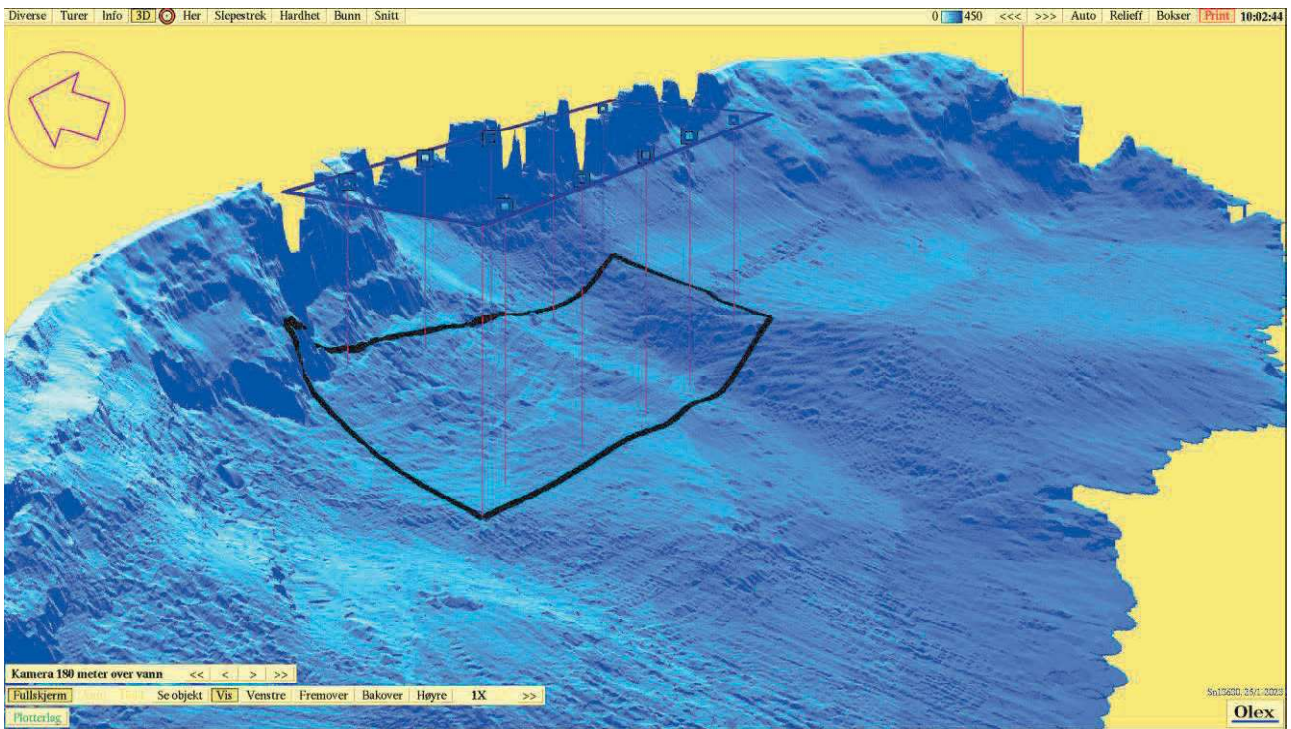 Diverse Turer Info 3D Her Slepestrek Hardhet Bunn Snitt 0 450 <<< >>> Auto Relieff Bokser Print 10:02:44
Kamera 180 meter over vann << < > >>
Fullskjerm Se objekt Vis Venstre Fremover Bakover Høyre 1X >>
Plotterlag
Olex